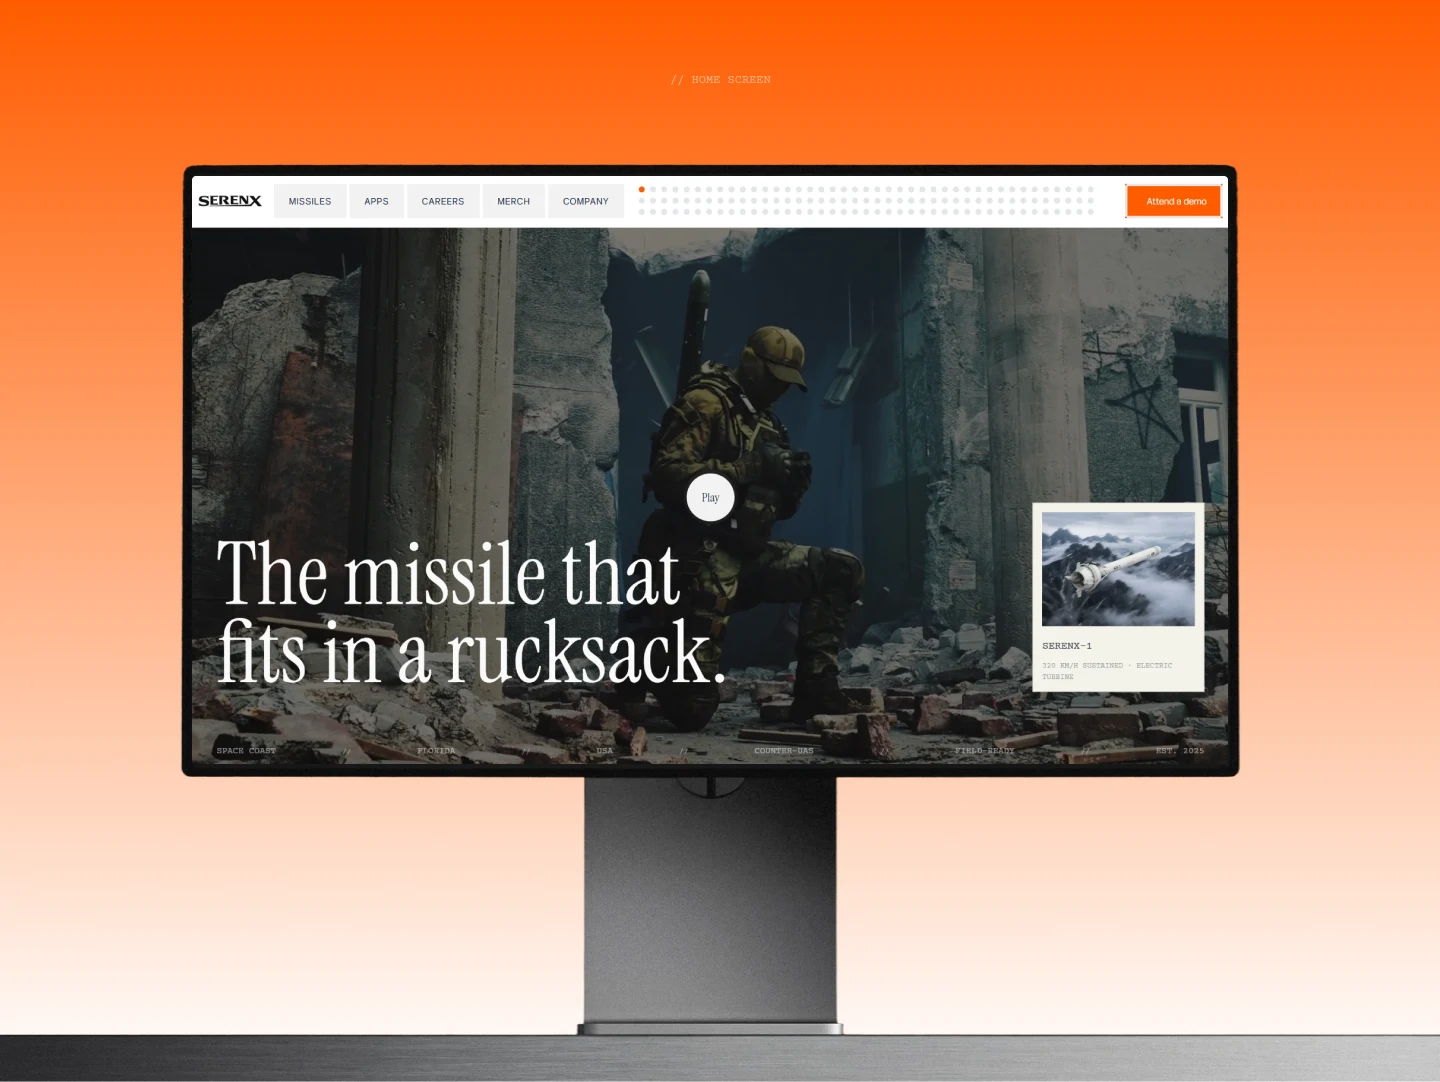 // HOME SCREEN
SERENX
MISSILES
APPS
CAREERS
MERCH
COMPANY
Attend a demo
Play
The missile that
fits in a rucksack.
SERENX-1
320 KM/H SUSTAINED · ELECTRIC
TURBINE
SPACE COAST // FLORIDA // USA // COUNTER-UAS // FIELD-READY // EST. 2025